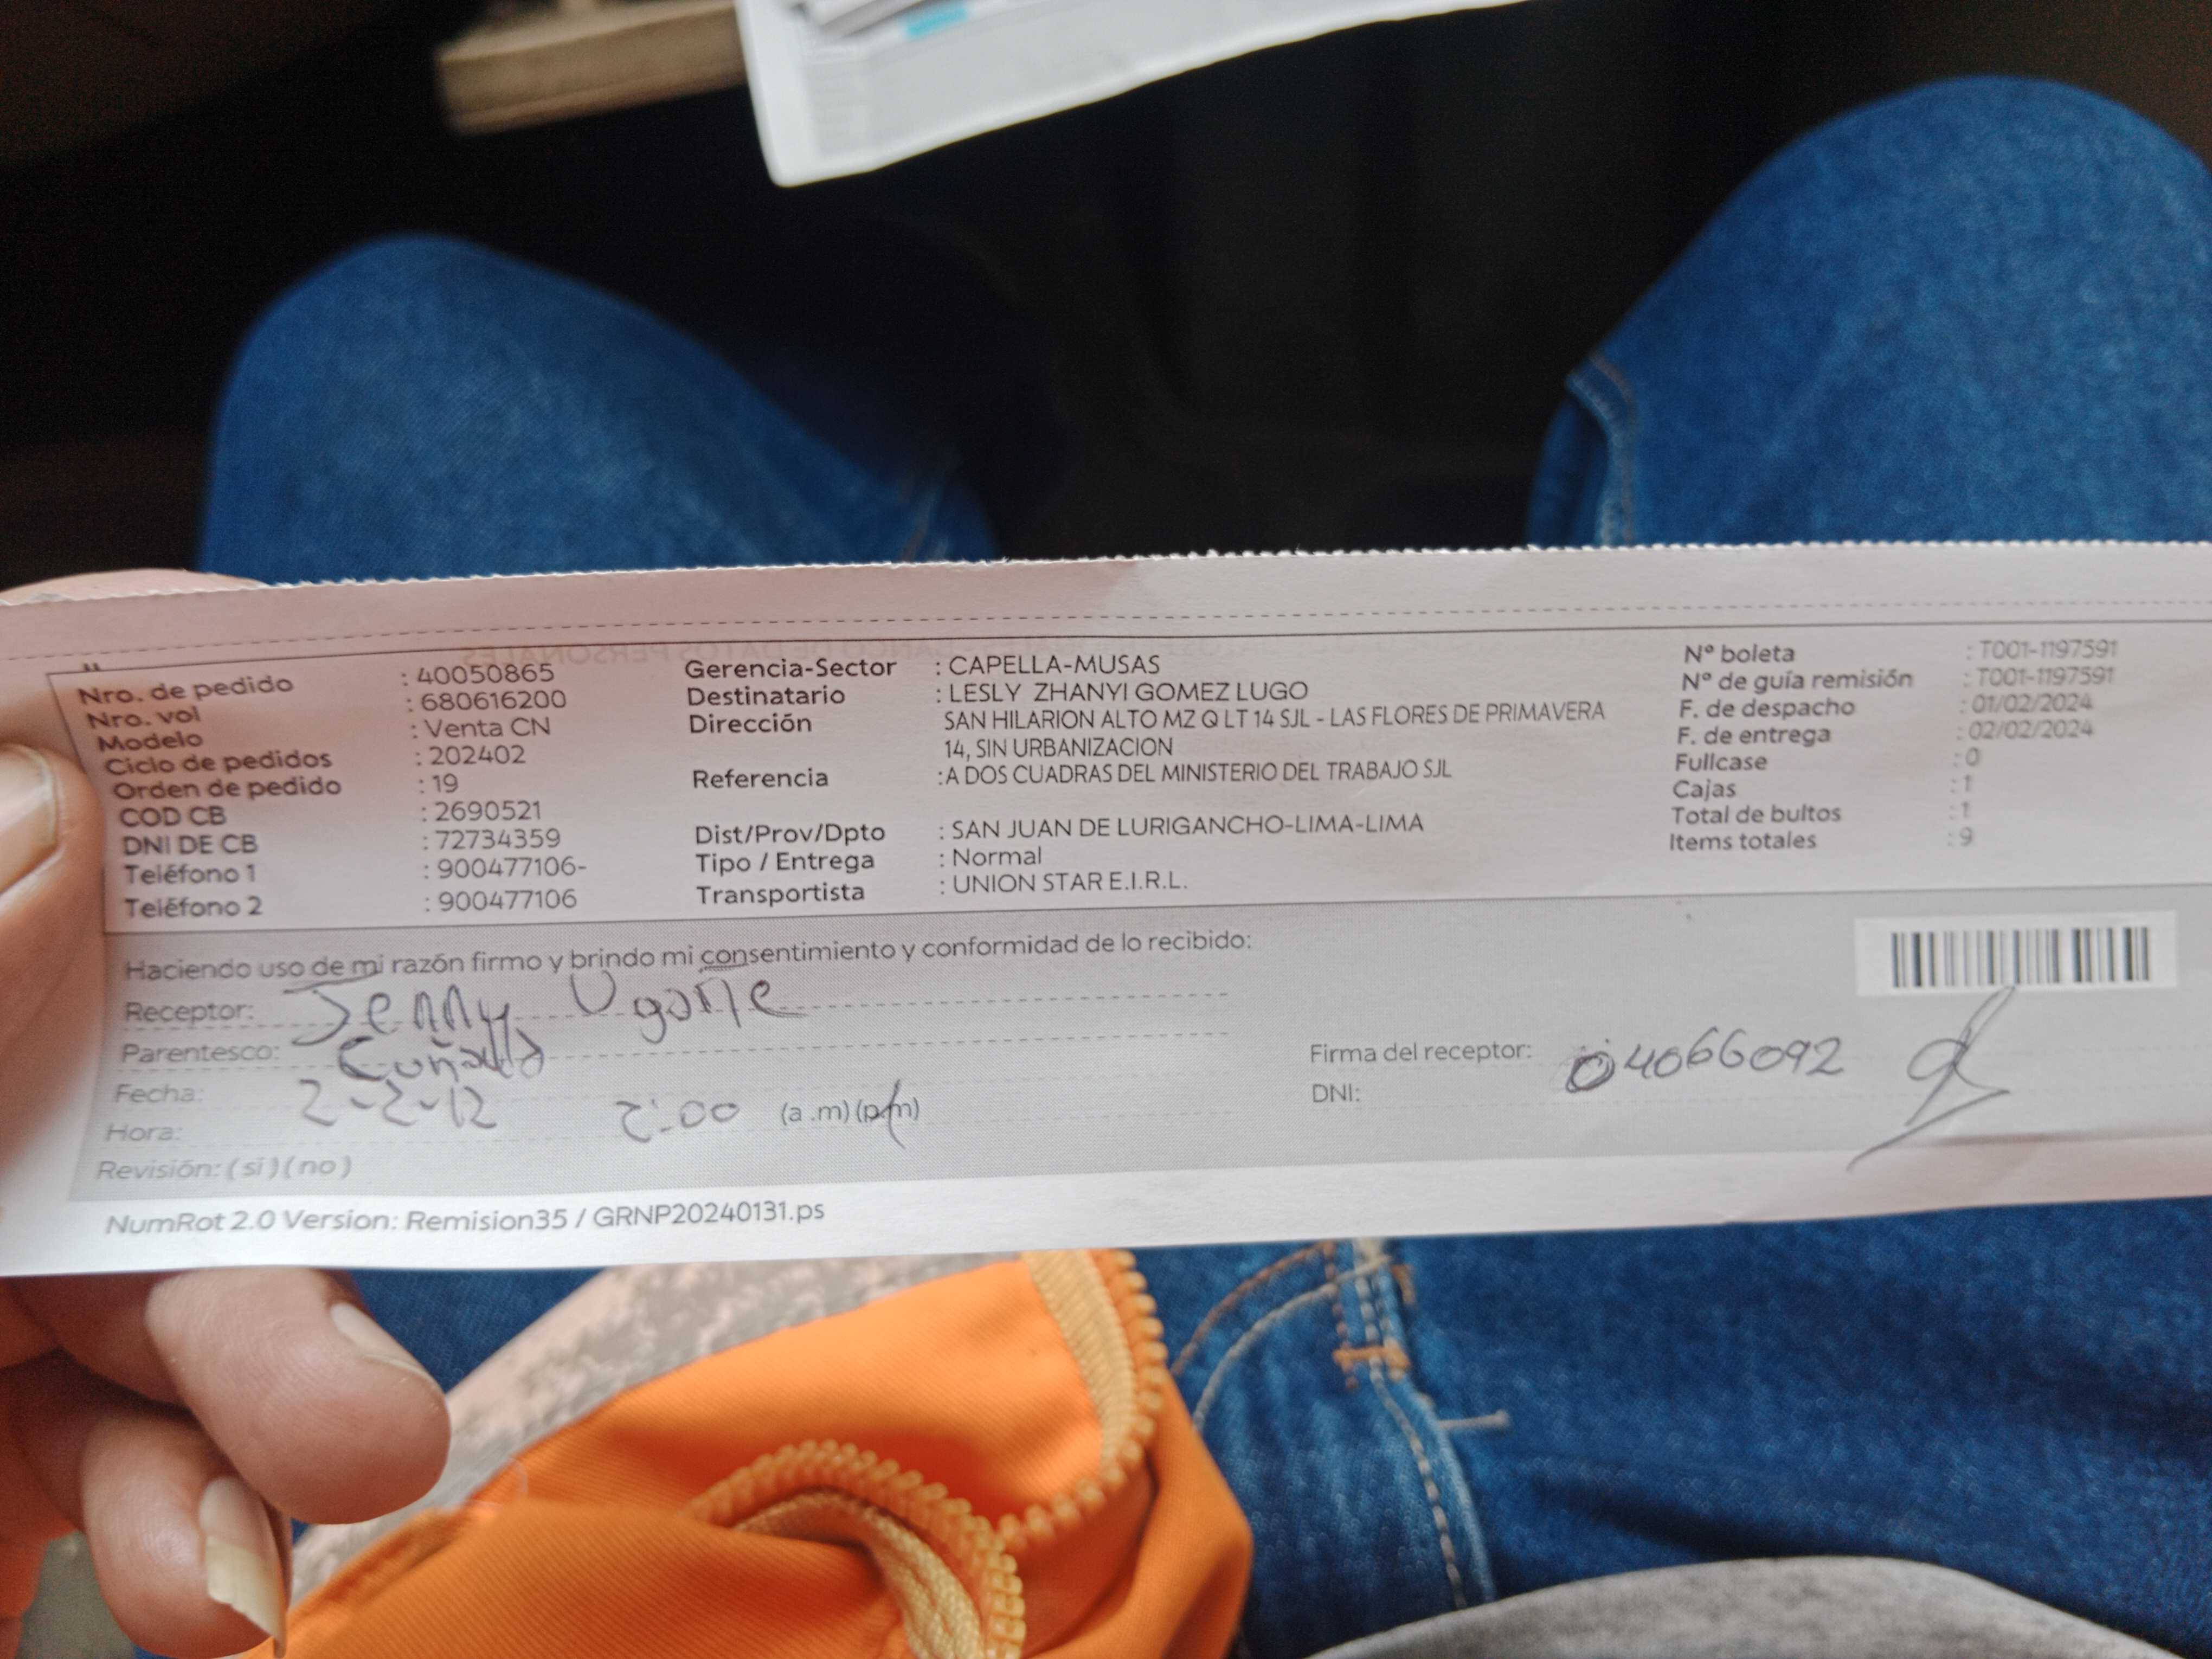 Nro. de pedido : 40050865
Nro. vol : 680616200
Modelo : Venta CN
Ciclo de pedidos : 202402
Orden de pedido : 19
COD CB : 2690521
DNI DE CB : 72734359
Teléfono 1 : 900477106-
Teléfono 2 : 900477106
Gerencia-Sector : CAPELLA-MUSAS
Destinatario : LESLY ZHANYI GOMEZ LUGO
Dirección SAN HILARION ALTO MZ Q LT 14 SJL - LAS FLORES DE PRIMAVERA
14, SIN URBANIZACION
Referencia :A DOS CUADRAS DEL MINISTERIO DEL TRABAJO SJL
Dist/Prov/Dpto : SAN JUAN DE LURIGANCHO-LIMA-LIMA
Tipo / Entrega : Normal
Transportista : UNION STAR E.I.R.L.
Nº boleta : T001-1197591
Nº de guía remisión : T001-1197591
F. de despacho : 01/02/2024
F. de entrega : 02/02/2024
Fullcase : 0
Cajas : 1
Total de bultos : 1
Items totales : 9
Haciendo uso de mi razón firmo y brindo mi consentimiento y conformidad de lo recibido:
Receptor: Jenny Ugarte
Parentesco: Cuñada
Fecha: 2-2-12
Hora: 2:00 (a.m) (pm)
Revisión: (si) (no)
Firma del receptor:
DNI: 04066092
NumRot 2.0 Version: Remision35 / GRNP20240131.ps